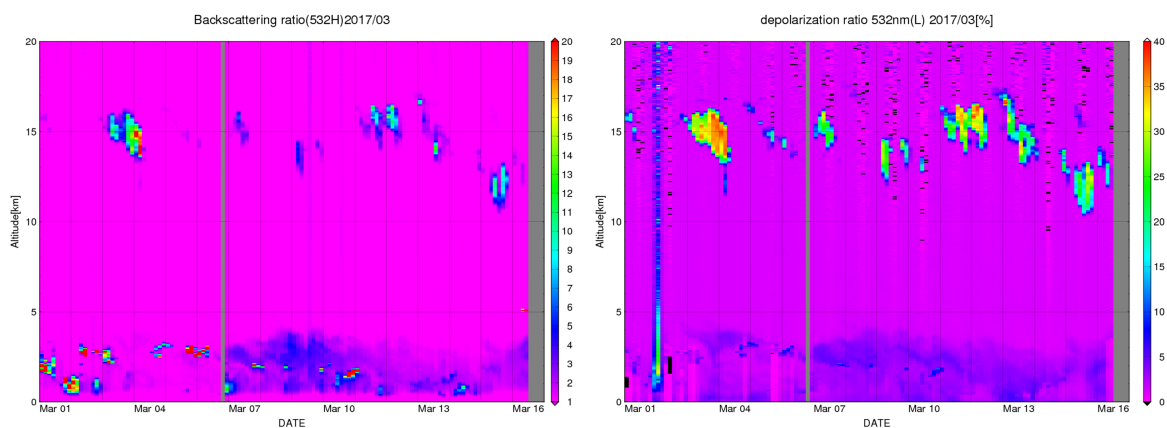 Backscattering ratio(532H)2017/03
20
15
10
5
0
Altitude[km]
Mar 01
Mar 04
Mar 07
Mar 10
Mar 13
Mar 16
DATE
20
19
18
17
16
15
14
13
12
11
10
9
8
7
6
5
4
3
2
1
depolarization ratio 532nm(L) 2017/03[%]
20
15
10
5
0
Altitude[km]
Mar 01
Mar 04
Mar 07
Mar 10
Mar 13
Mar 16
DATE
40
35
30
25
20
15
10
5
0